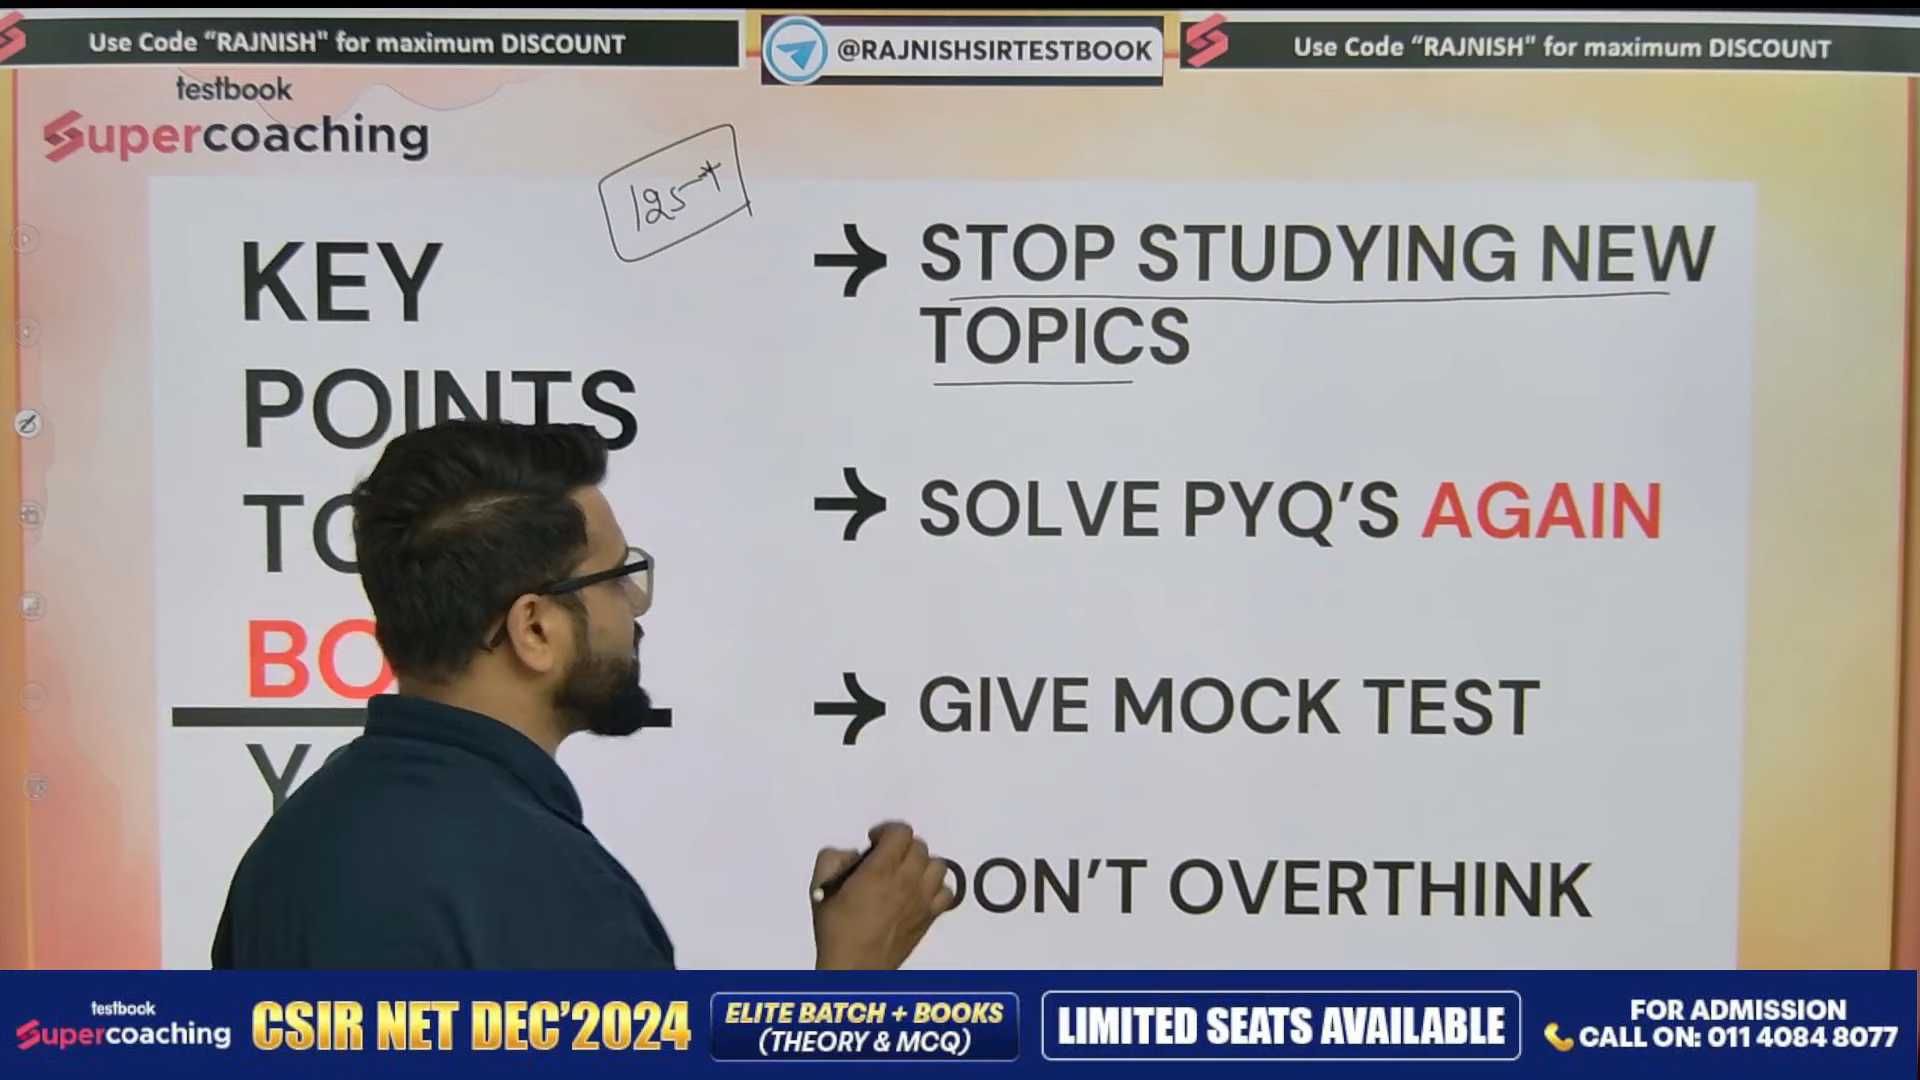 Use Code “RAJNISH" for maximum DISCOUNT
@RAJNISHSIRTESTBOOK
Use Code “RAJNISH" for maximum DISCOUNT
testbook
Supercoaching
KEY
POINTS
→ STOP STUDYING NEW
TOPICS
→ SOLVE PYQ’S AGAIN
→ GIVE MOCK TEST
DON’T OVERTHINK
testbook
Supercoaching
CSIR NET DEC’2024
ELITE BATCH + BOOKS
(THEORY & MCQ)
LIMITED SEATS AVAILABLE
FOR ADMISSION
CALL ON: 011 4084 8077